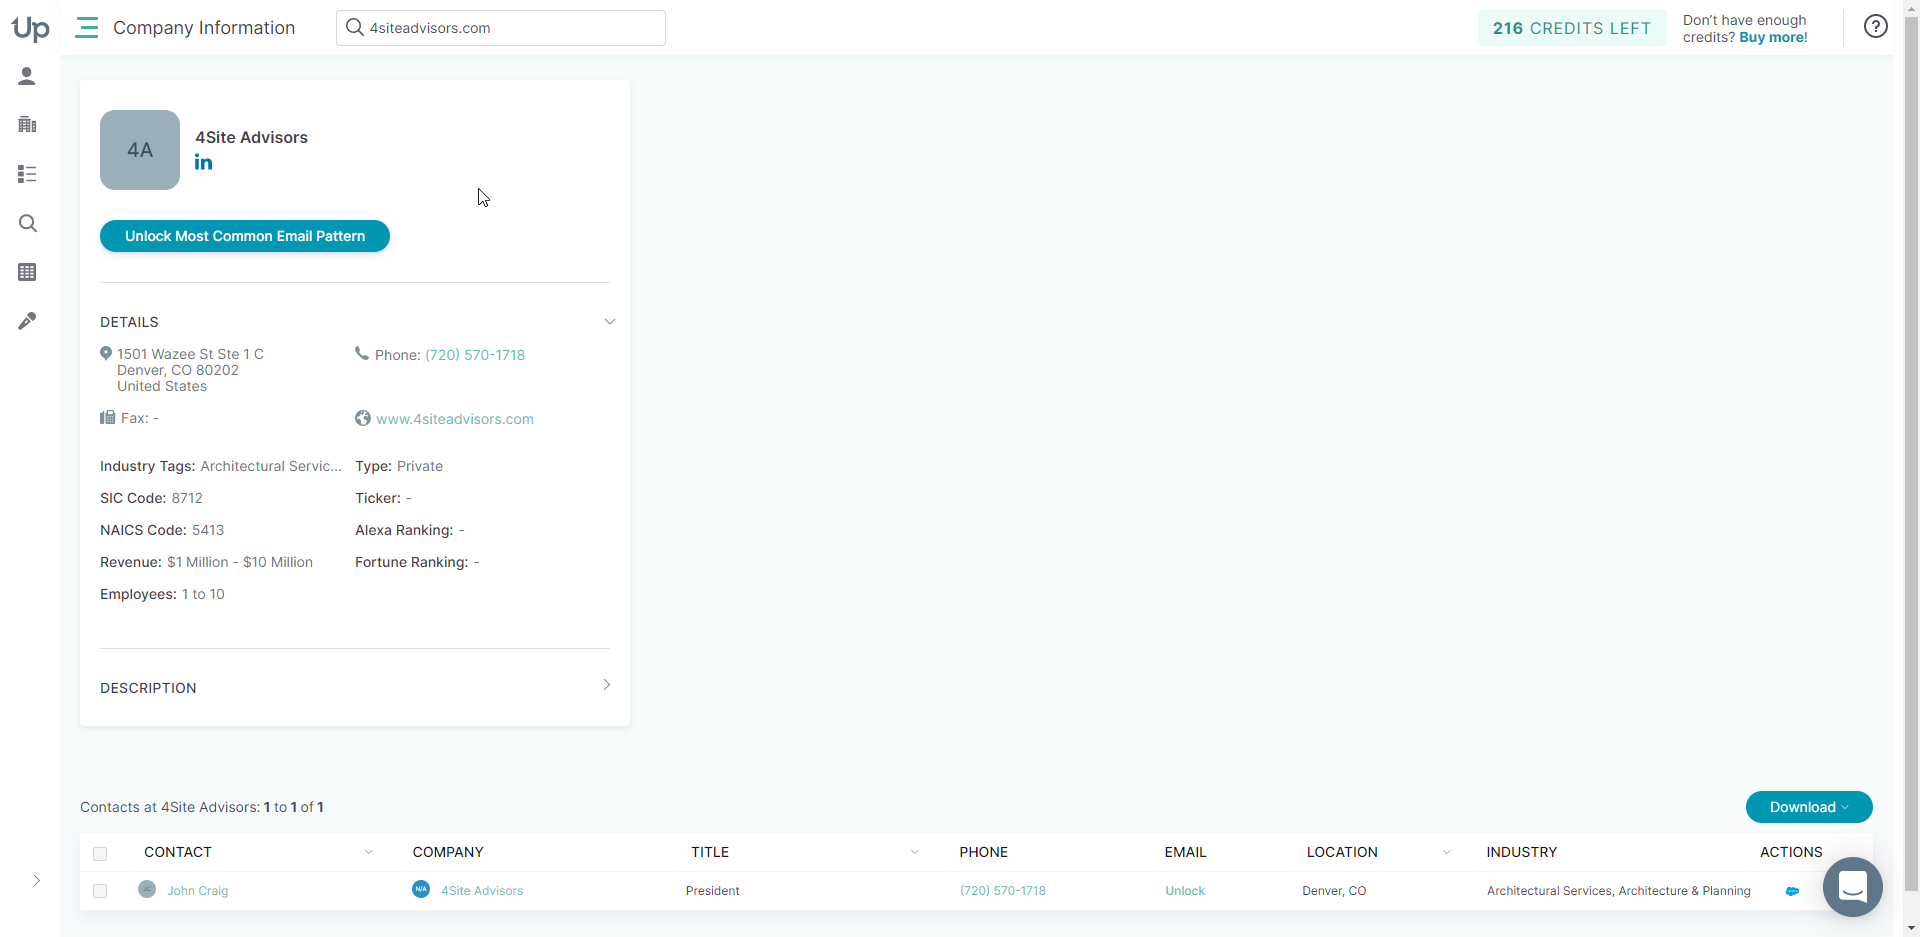 Up
Company Information
4siteadvisors.com
216 CREDITS LEFT
Don't have enough
credits? Buy more!
?
4A
4Site Advisors
in
Unlock Most Common Email Pattern
DETAILS
1501 Wazee St Ste 1 C
Denver, CO 80202
United States
Phone: (720) 570-1718
Fax: -
www.4siteadvisors.com
Industry Tags: Architectural Servic...
Type: Private
SIC Code: 8712
Ticker: -
NAICS Code: 5413
Alexa Ranking: -
Revenue: $1 Million - $10 Million
Fortune Ranking: -
Employees: 1 to 10
DESCRIPTION
Contacts at 4Site Advisors: 1 to 1 of 1
Download
CONTACT COMPANY TITLE PHONE EMAIL LOCATION INDUSTRY ACTIONS
JC John Craig N/A 4Site Advisors President (720) 570-1718 Unlock Denver, CO Architectural Services, Architecture & Planning